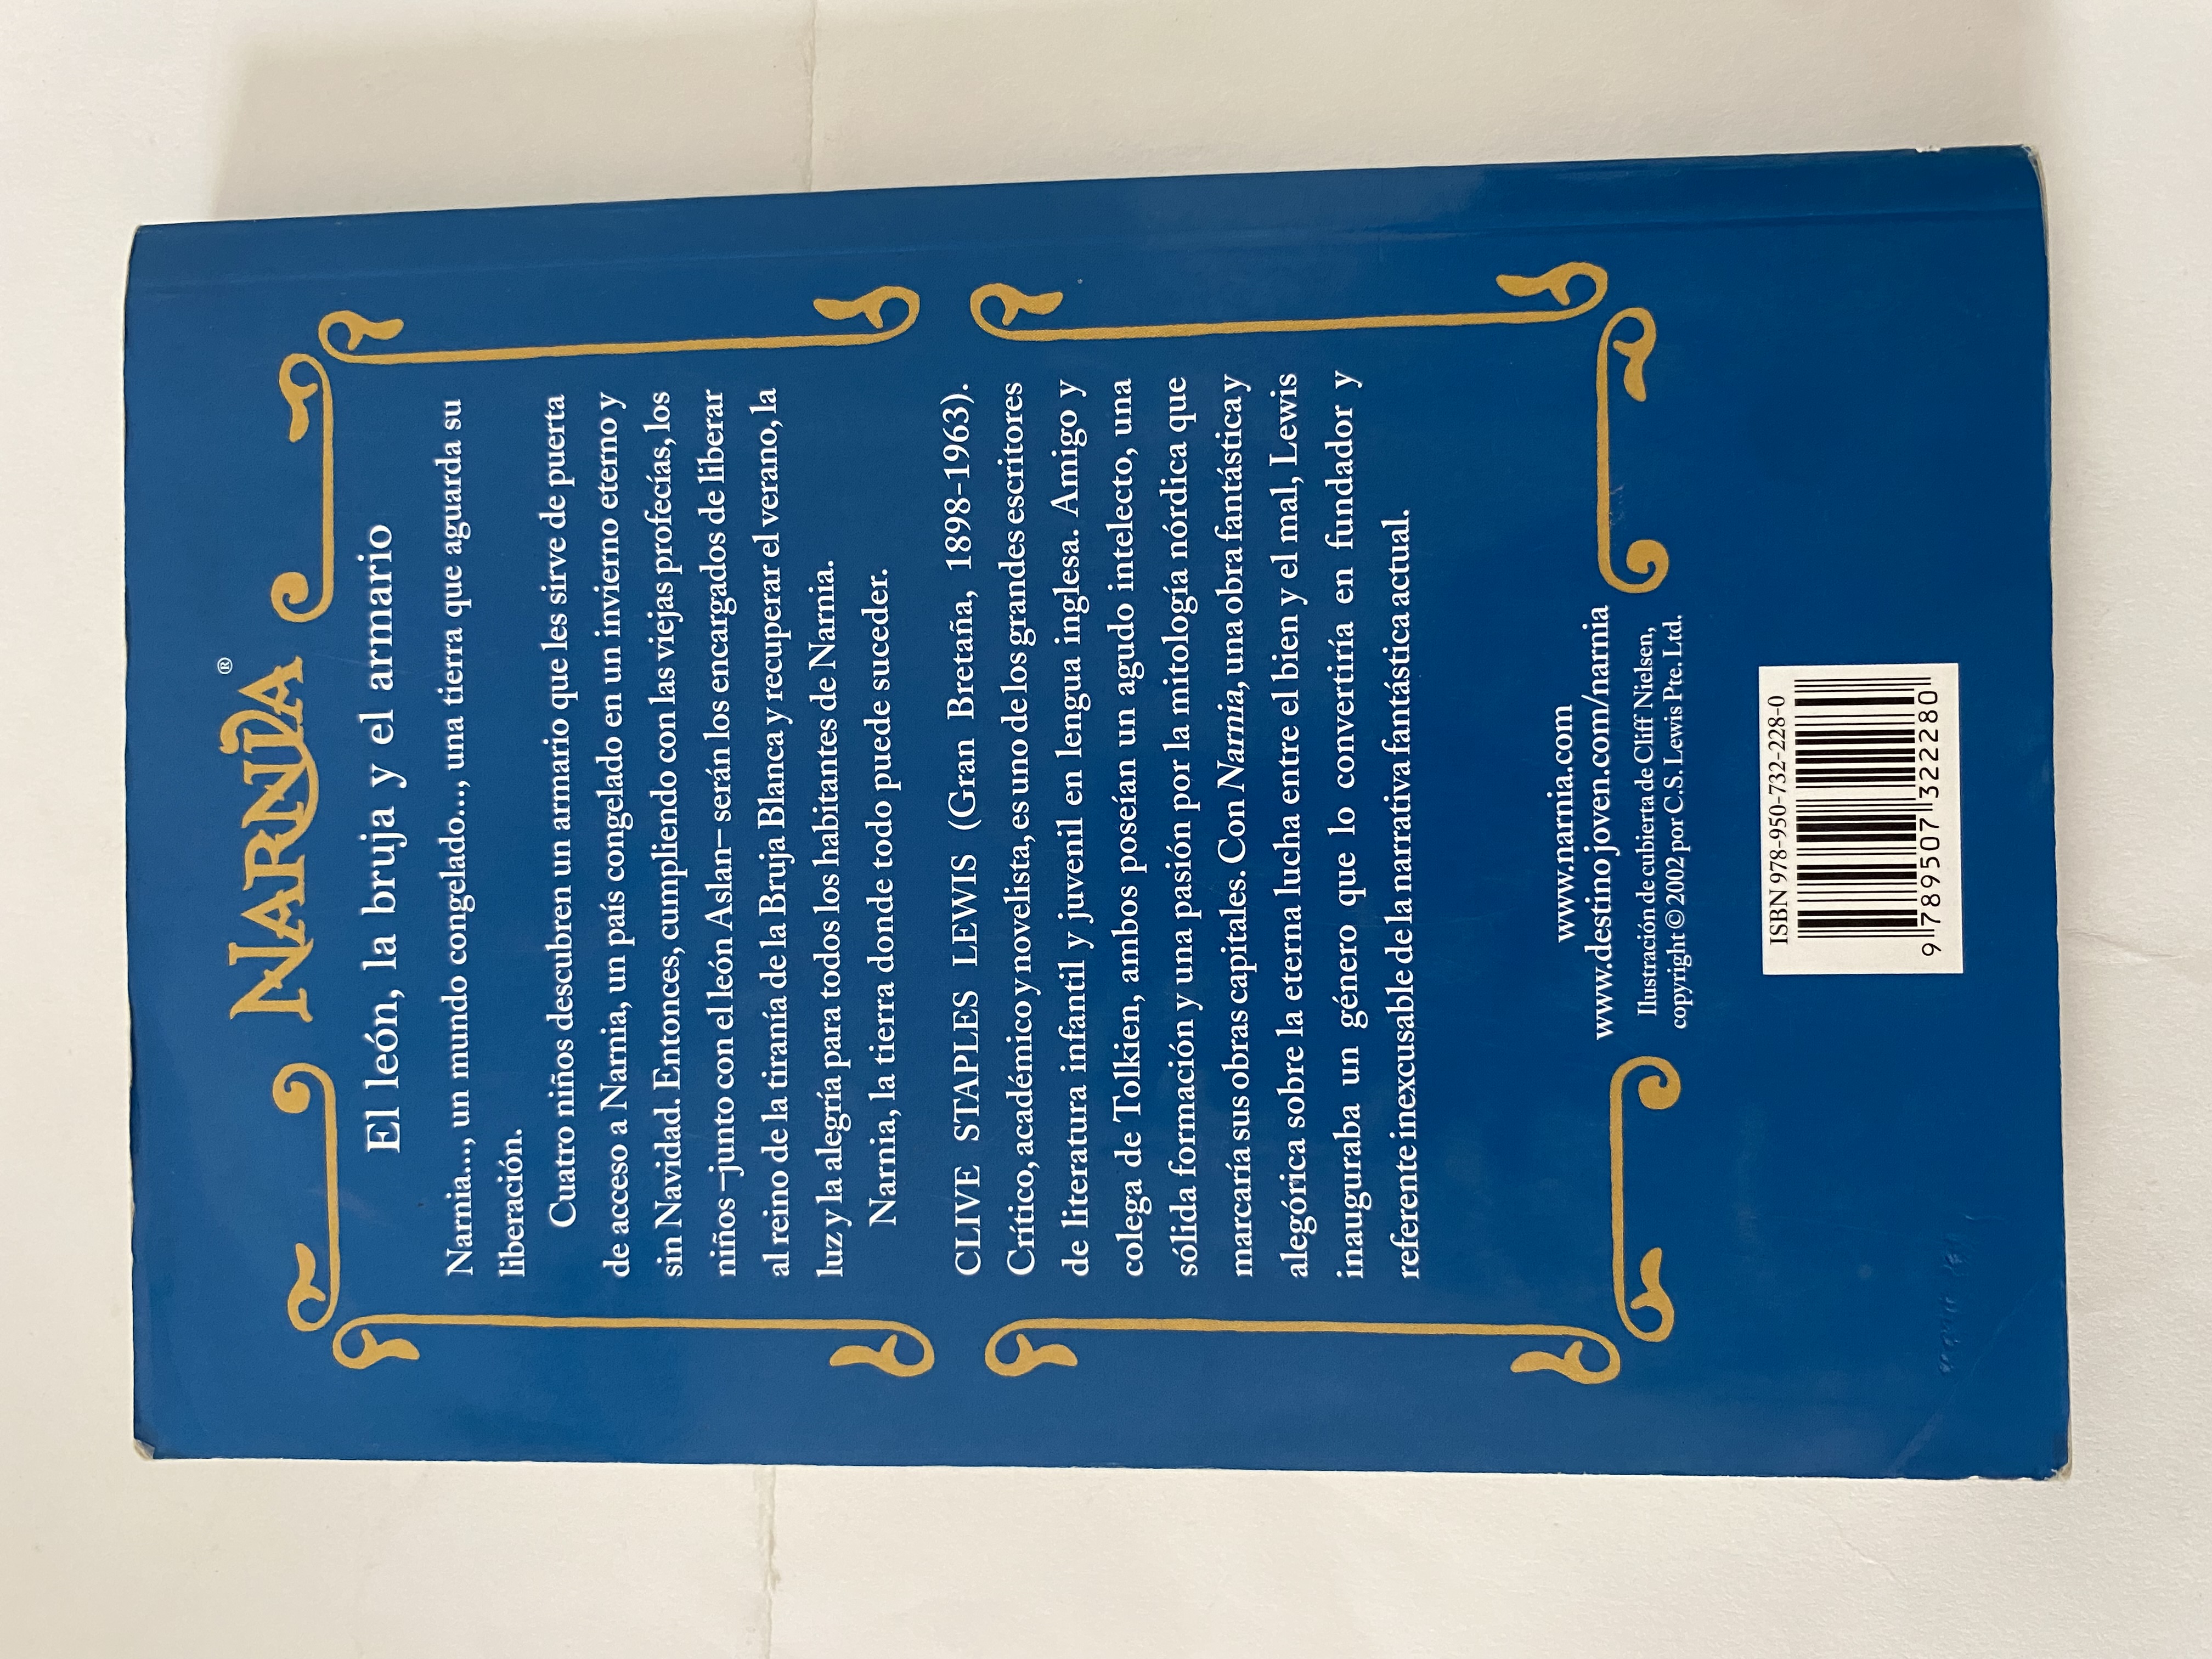 NARNIA®
El león, la bruja y el armario
Narnia..., un mundo congelado..., una tierra que aguarda su
liberación.
Cuatro niños descubren un armario que les sirve de puerta
de acceso a Narnia, un país congelado en un invierno eterno y
sin Navidad. Entonces, cumpliendo con las viejas profecías, los
niños –junto con el león Aslan– serán los encargados de liberar
al reino de la tiranía de la Bruja Blanca y recuperar el verano, la
luz y la alegría para todos los habitantes de Narnia.
Narnia, la tierra donde todo puede suceder.
CLIVE STAPLES LEWIS (Gran Bretaña, 1898-1963).
Crítico, académico y novelista, es uno de los grandes escritores
de literatura infantil y juvenil en lengua inglesa. Amigo y
colega de Tolkien, ambos poseían un agudo intelecto, una
sólida formación y una pasión por la mitología nórdica que
marcaría sus obras capitales. Con Narnia, una obra fantástica y
alegórica sobre la eterna lucha entre el bien y el mal, Lewis
inauguraba un género que lo convertiría en fundador y
referente inexcusable de la narrativa fantástica actual.
www.narnia.com
www.destinojoven.com/narnia
Ilustración de cubierta de Cliff Nielsen,
copyright © 2002 por C.S. Lewis Pte. Ltd.
ISBN 978-950-732-228-0
9 789507 322280